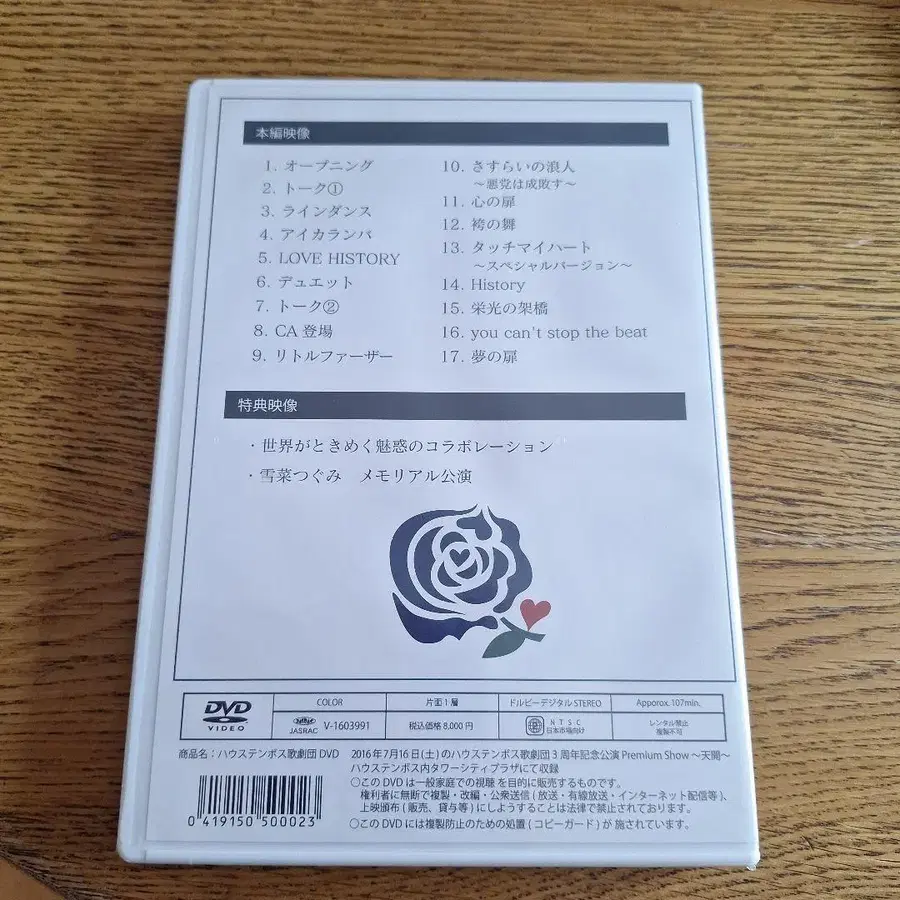 本編映像
1. オープニング
2. トーク①
3. ラインダンス
4. アイカランバ
5. LOVE HISTORY
6. デュエット
7. トーク②
8. CA 登場
9. リトルファーザー
10. さすらいの浪人
～悪党は成敗す～
11. 心の扉
12. 袴の舞
13. タッチマイハート
～スペシャルバージョン～
14. History
15. 栄光の架橋
16. you can't stop the beat
17. 夢の扉
特典映像
・世界がときめく魅惑のコラボレーション
・雪菜つぐみ　メモリアル公演
DVD VIDEO
COLOR
片面1層
ドルビーデジタル STEREO
Apporox. 107min.
JASRAC V-1603991
税込価格 8,000 円
NTSC 日本市場向け
レンタル禁止
複製不可
商品名：ハウステンボス歌劇団 DVD
2016年7月16日(土)のハウステンボス歌劇団3周年記念公演 Premium Show ～天開～
ハウステンボス内タワーシティプラザにて収録
○この DVD は一般家庭での視聴 を目的に販売するものです。
権利者に無断で複製・改編・公衆送信 ( 放送・有線放送・インターネット配信等 )、
上映頒布 ( 販売、貸与等 ) にしようすることは法律で禁止されております。
○この DVD には複製防止のための処置 ( コピーガード ) が 施されています。
0 419150 500023